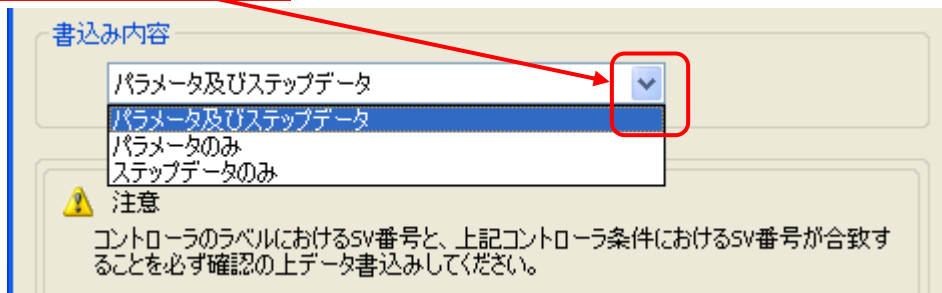 書込み内容
パラメータ及びステップデータ
パラメータ及びステップデータ
パラメータのみ
ステップデータのみ
注意
コントローラのラベルにおけるSV番号と、上記コントローラ条件におけるSV番号が合致す
ることを必ず確認の上データ書込みしてください。